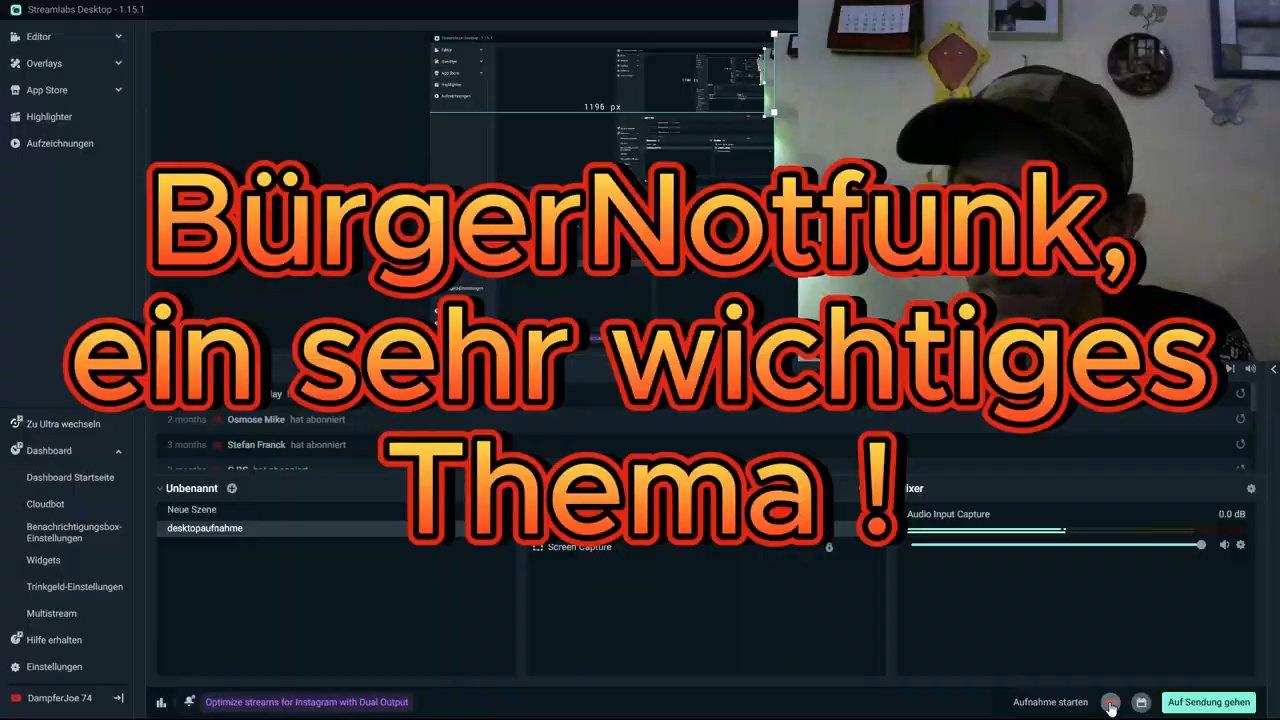 Streamlabs Desktop - 1.15.1
Editor
Overlays
App Store
Highlighter
Aufzeichnungen
1196 px
BürgerNotfunk,
ein sehr wichtiges
Thema !
2 months Osmose Mike hat abonniert
3 months Stefan Franck hat abonniert
Zu Ultra wechseln
Dashboard
Dashboard Startseite
Cloudbot
Benachrichtigungsbox-
Einstellungen
Widgets
Trinkgeld-Einstellungen
Multistream
Hilfe erhalten
Einstellungen
DampferJoe 74
Unbenannt
Neue Szene
desktopaufnahme
Screen Capture
Audio Input Capture 0.0 dB
Optimize streams for Instagram with Dual Output
Aufnahme starten
Auf Sendung gehen